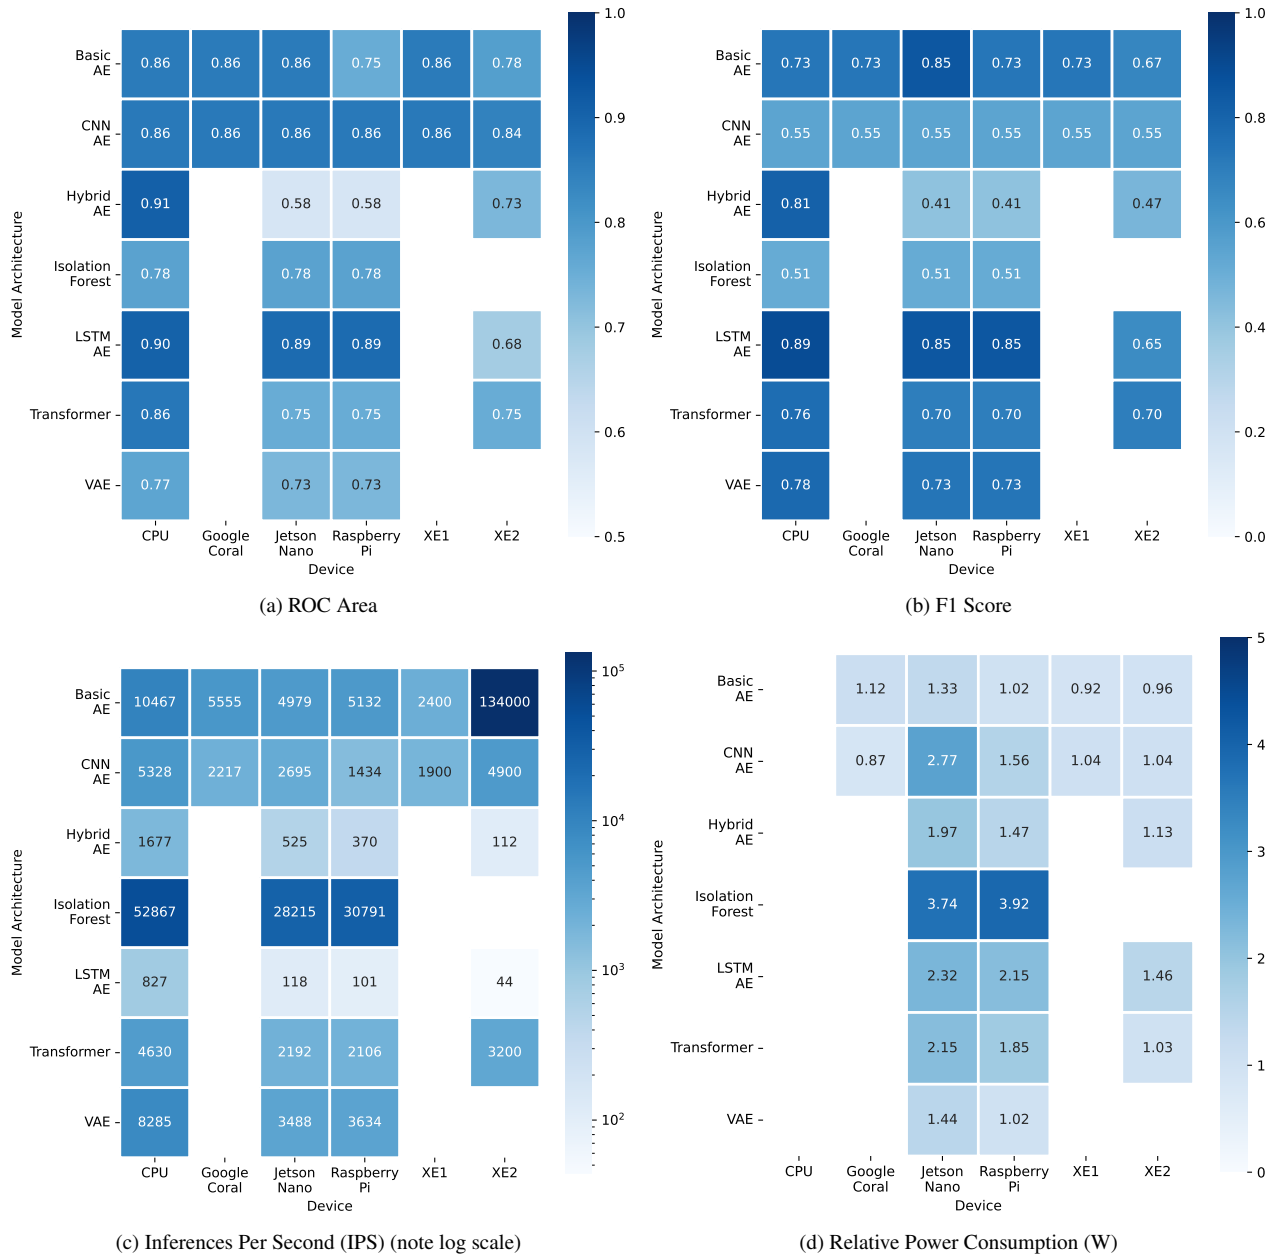 Model Architecture
Basic
AE
0.86 0.86 0.86 0.75 0.86 0.78
CNN
AE
0.86 0.86 0.86 0.86 0.86 0.84
Hybrid
AE
0.91 0.58 0.58 0.73
Isolation
Forest
0.78 0.78 0.78
LSTM
AE
0.90 0.89 0.89 0.68
Transformer
0.86 0.75 0.75 0.75
VAE
0.77 0.73 0.73
CPU Google Coral Jetson Nano Raspberry Pi XE1 XE2
Device
1.0
0.9
0.8
0.7
0.6
0.5
(a) ROC Area
Model Architecture
Basic
AE
0.73 0.73 0.85 0.73 0.73 0.67
CNN
AE
0.55 0.55 0.55 0.55 0.55 0.55
Hybrid
AE
0.81 0.41 0.41 0.47
Isolation
Forest
0.51 0.51 0.51
LSTM
AE
0.89 0.85 0.85 0.65
Transformer
0.76 0.70 0.70 0.70
VAE
0.78 0.73 0.73
CPU Google Coral Jetson Nano Raspberry Pi XE1 XE2
Device
1.0
0.8
0.6
0.4
0.2
0.0
(b) F1 Score
Model Architecture
Basic
AE
10467 5555 4979 5132 2400 134000
CNN
AE
5328 2217 2695 1434 1900 4900
Hybrid
AE
1677 525 370 112
Isolation
Forest
52867 28215 30791
LSTM
AE
827 118 101 44
Transformer
4630 2192 2106 3200
VAE
8285 3488 3634
CPU Google Coral Jetson Nano Raspberry Pi XE1 XE2
Device
10⁵
10⁴
10³
10²
(c) Inferences Per Second (IPS) (note log scale)
Model Architecture
Basic
AE
1.12 1.33 1.02 0.92 0.96
CNN
AE
0.87 2.77 1.56 1.04 1.04
Hybrid
AE
1.97 1.47 1.13
Isolation
Forest
3.74 3.92
LSTM
AE
2.32 2.15 1.46
Transformer
2.15 1.85 1.03
VAE
1.44 1.02
CPU Google Coral Jetson Nano Raspberry Pi XE1 XE2
Device
5
4
3
2
1
0
(d) Relative Power Consumption (W)